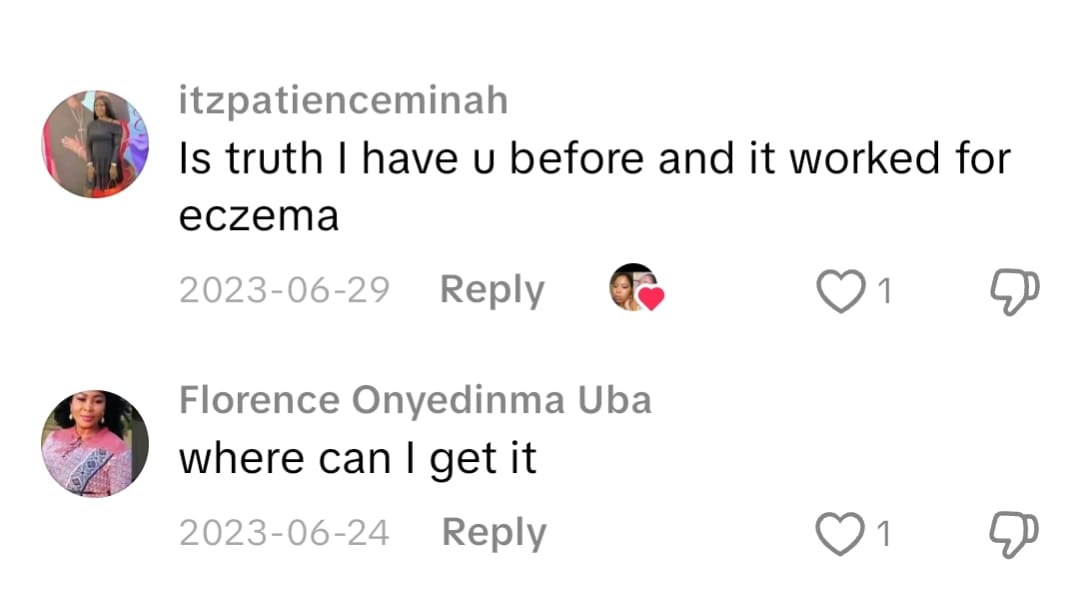 itzpatienceminah
Is truth I have u before and it worked for
eczema
2023-06-29 Reply 1
Florence Onyedinma Uba
where can I get it
2023-06-24 Reply 1